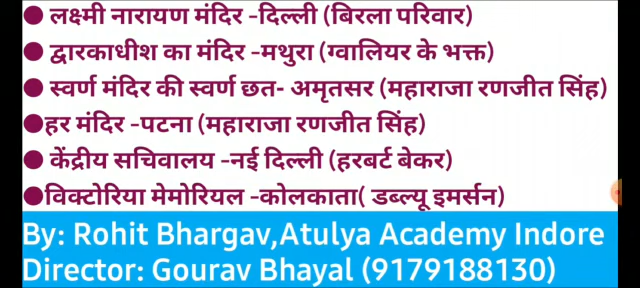 ● लक्ष्मी नारायण मंदिर -दिल्ली (बिरला परिवार)
● द्वारकाधीश का मंदिर -मथुरा (ग्वालियर के भक्त)
● स्वर्ण मंदिर की स्वर्ण छत- अमृतसर (महाराजा रणजीत सिंह)
●हर मंदिर -पटना (महाराजा रणजीत सिंह)
● केंद्रीय सचिवालय -नई दिल्ली (हरबर्ट बेकर)
●विक्टोरिया मेमोरियल -कोलकाता( डब्ल्यू इमर्सन)
By: Rohit Bhargav,Atulya Academy Indore
Director: Gourav Bhayal (9179188130)